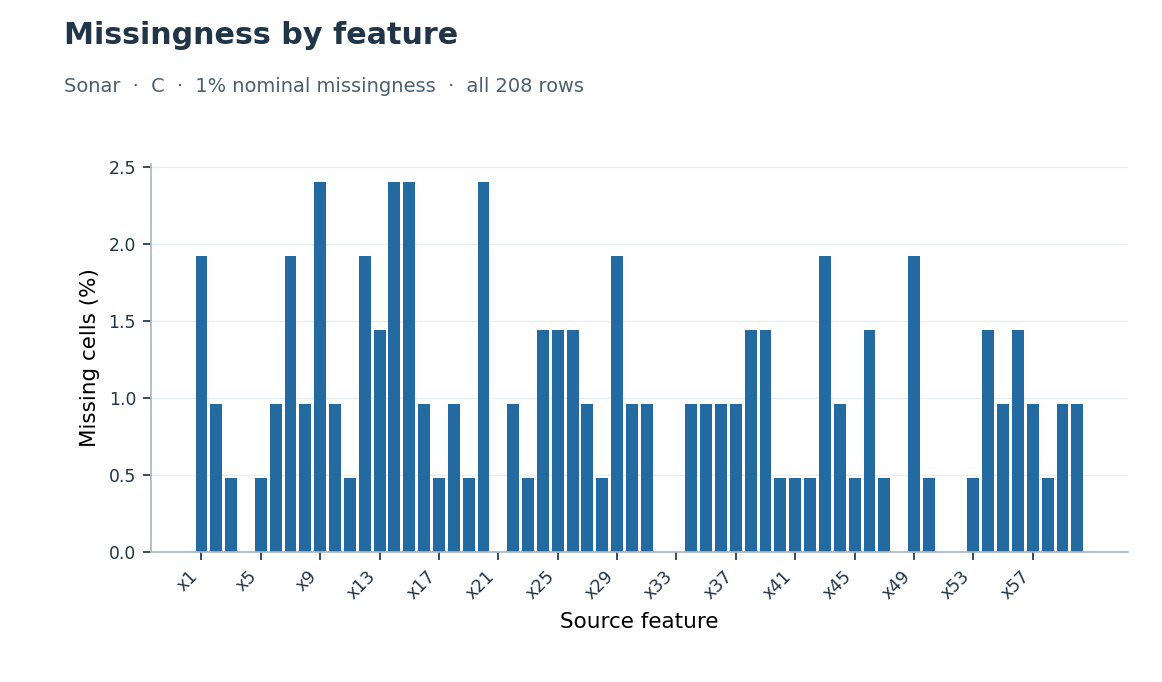 Missingness by feature
Sonar · C · 1% nominal missingness · all 208 rows
2.5
2.0
1.5
1.0
0.5
0.0
Missing cells (%)
x1 x5 x9 x13 x17 x21 x25 x29 x33 x37 x41 x45 x49 x53 x57
Source feature